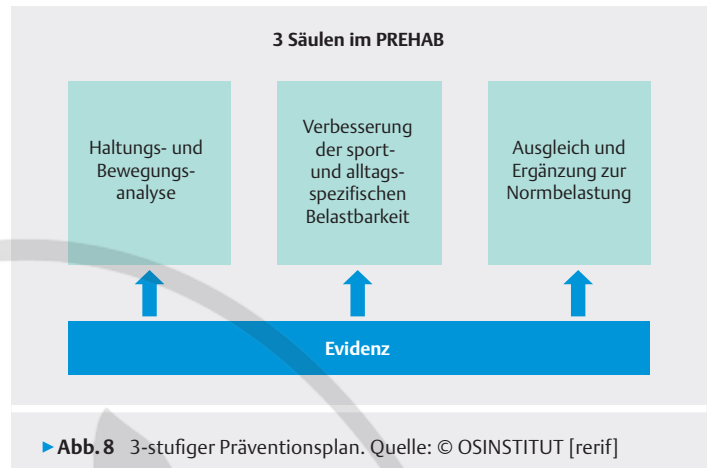 3 Säulen im PREHAB
Haltungs- und
Bewegungs-
analyse
Verbesserung
der sport-
und alltags-
spezifischen
Belastbarkeit
Ausgleich und
Ergänzung zur
Normbelastung
Evidenz
▶Abb. 8 3-stufiger Präventionsplan. Quelle: © OSINSTITUT [rerif]